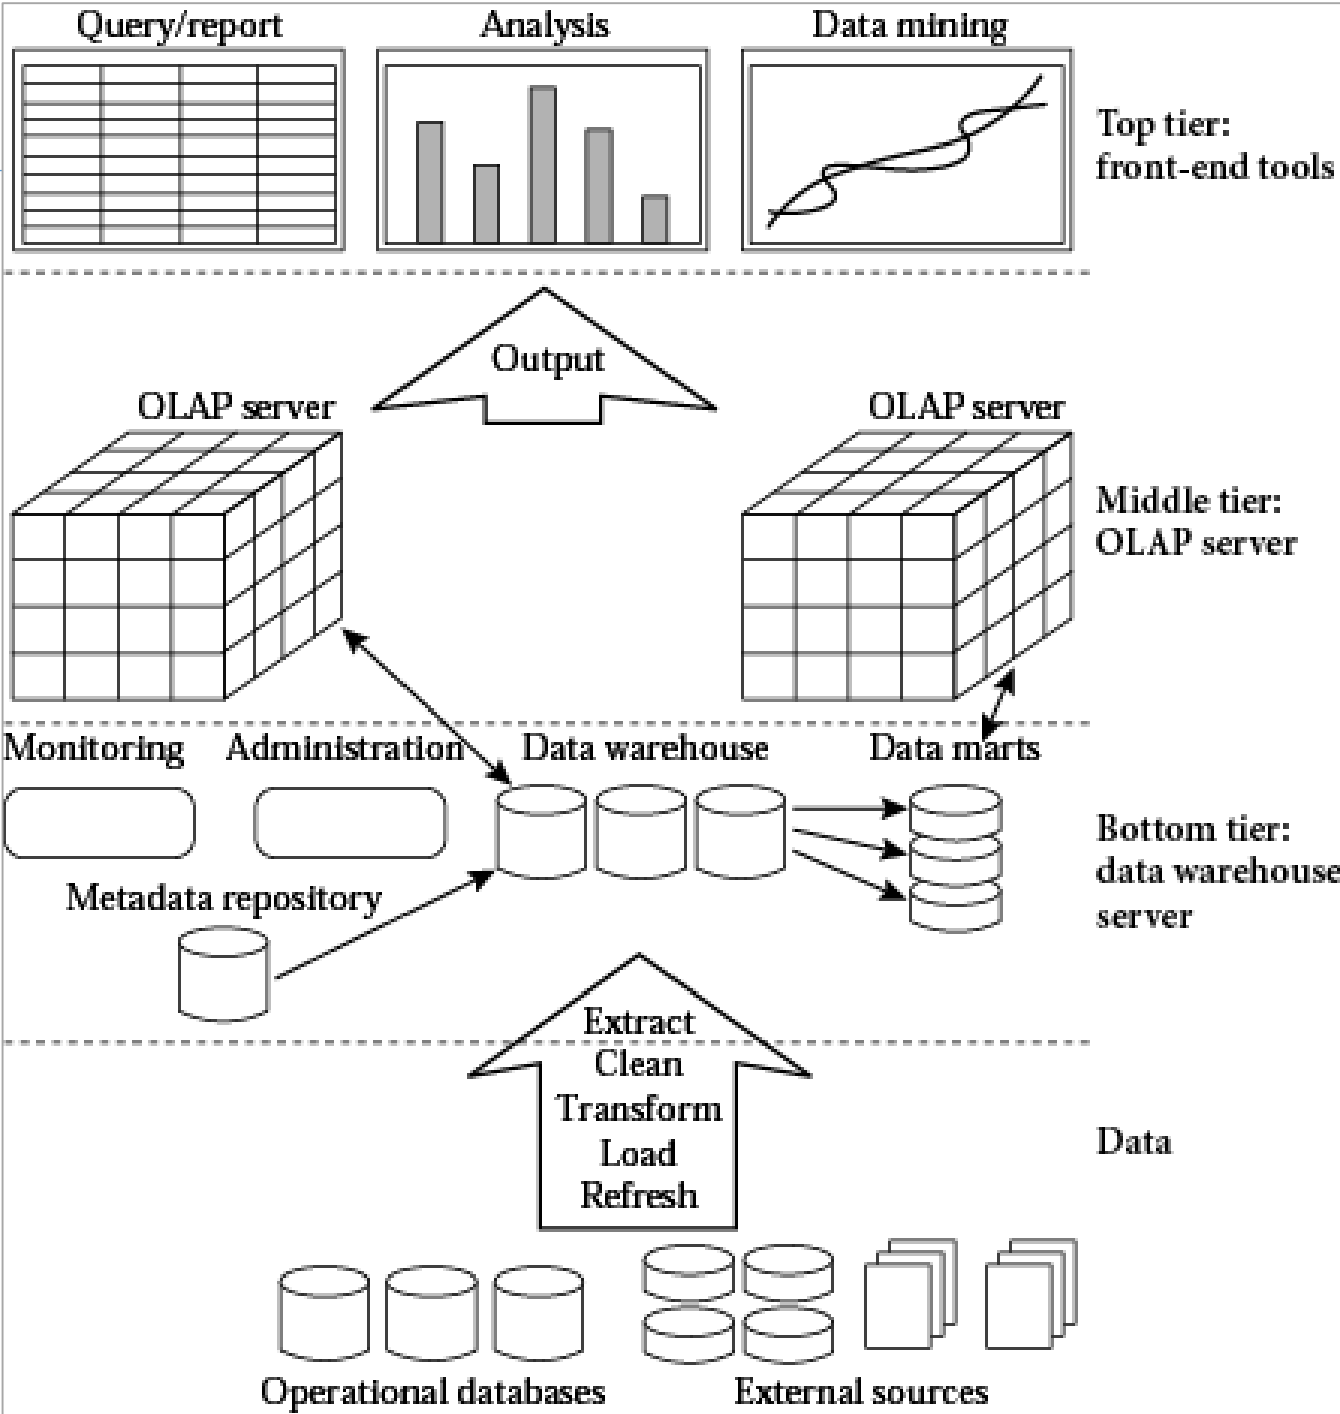 Query/report
Analysis
Data mining
Top tier:
front-end tools
Output
OLAP server
OLAP server
Middle tier:
OLAP server
Monitoring
Administration
Data warehouse
Data marts
Bottom tier:
data warehouse
server
Metadata repository
Extract
Clean
Transform
Load
Refresh
Data
Operational databases
External sources